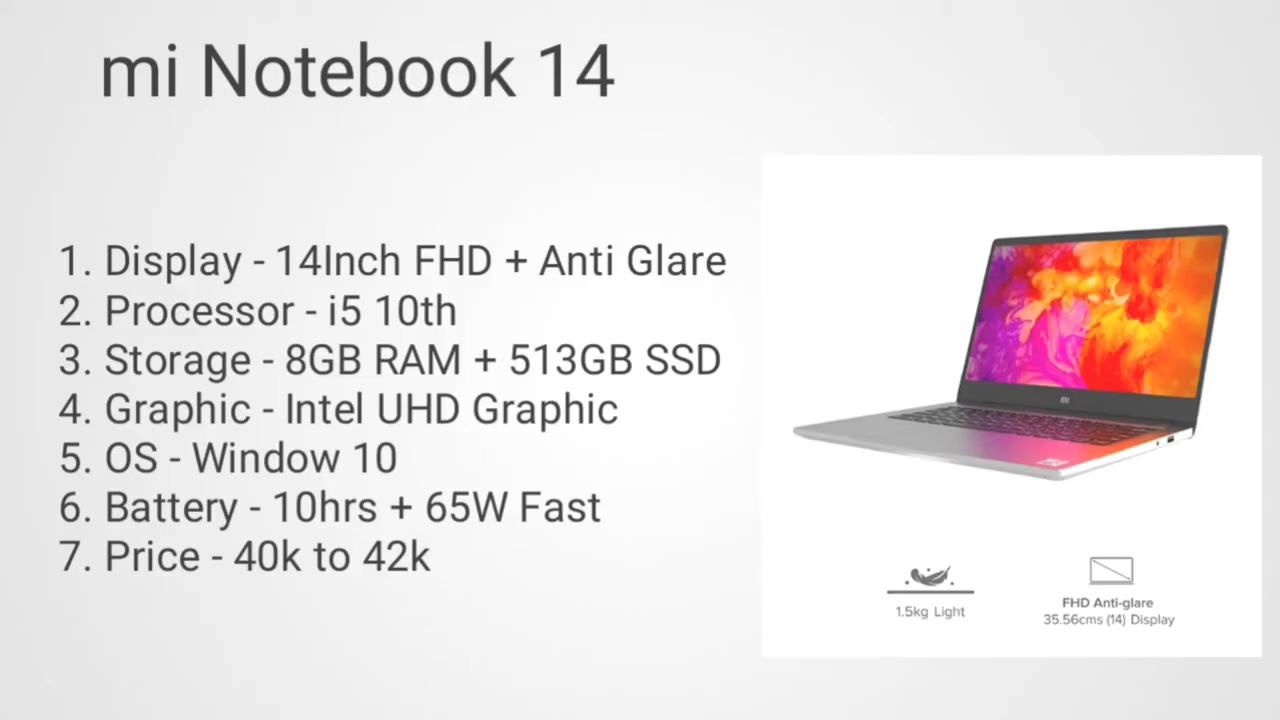 mi Notebook 14
1. Display - 14Inch FHD + Anti Glare
2. Processor - i5 10th
3. Storage - 8GB RAM + 513GB SSD
4. Graphic - Intel UHD Graphic
5. OS - Window 10
6. Battery - 10hrs + 65W Fast
7. Price - 40k to 42k
mi
1.5kg Light
FHD Anti-glare
35.56cms (14) Display